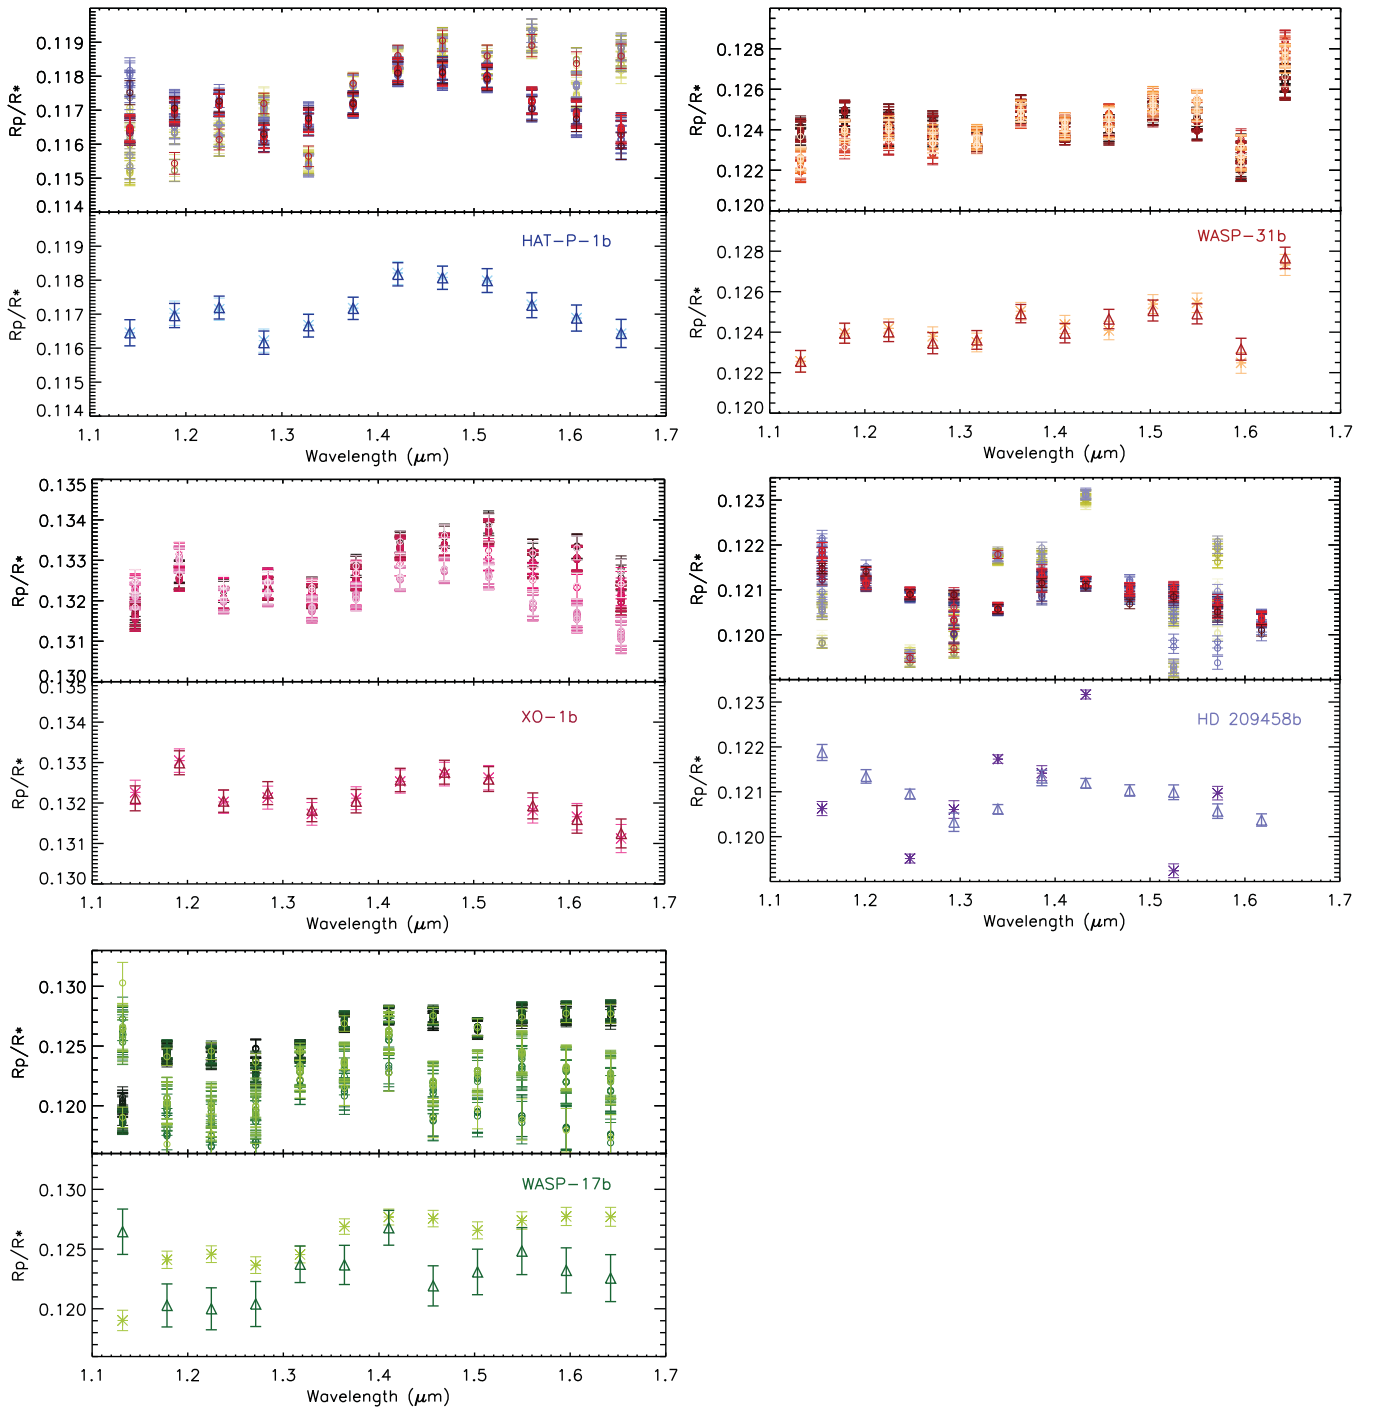 0.119
0.118
0.117
0.116
0.115
0.114
Rp/R*
0.119
0.118
0.117
0.116
0.115
0.114
Rp/R*
HAT-P-1b
1.1 1.2 1.3 1.4 1.5 1.6 1.7
Wavelength (μm)
0.128
0.126
0.124
0.122
0.120
Rp/R*
0.128
0.126
0.124
0.122
0.120
Rp/R*
WASP-31b
1.1 1.2 1.3 1.4 1.5 1.6 1.7
Wavelength (μm)
0.135
0.134
0.133
0.132
0.131
0.130
Rp/R*
0.135
0.134
0.133
0.132
0.131
0.130
Rp/R*
XO-1b
1.1 1.2 1.3 1.4 1.5 1.6 1.7
Wavelength (μm)
0.123
0.122
0.121
0.120
Rp/R*
0.123
0.122
0.121
0.120
Rp/R*
HD 209458b
1.1 1.2 1.3 1.4 1.5 1.6 1.7
Wavelength (μm)
0.130
0.125
0.120
Rp/R*
0.130
0.125
0.120
Rp/R*
WASP-17b
1.1 1.2 1.3 1.4 1.5 1.6 1.7
Wavelength (μm)